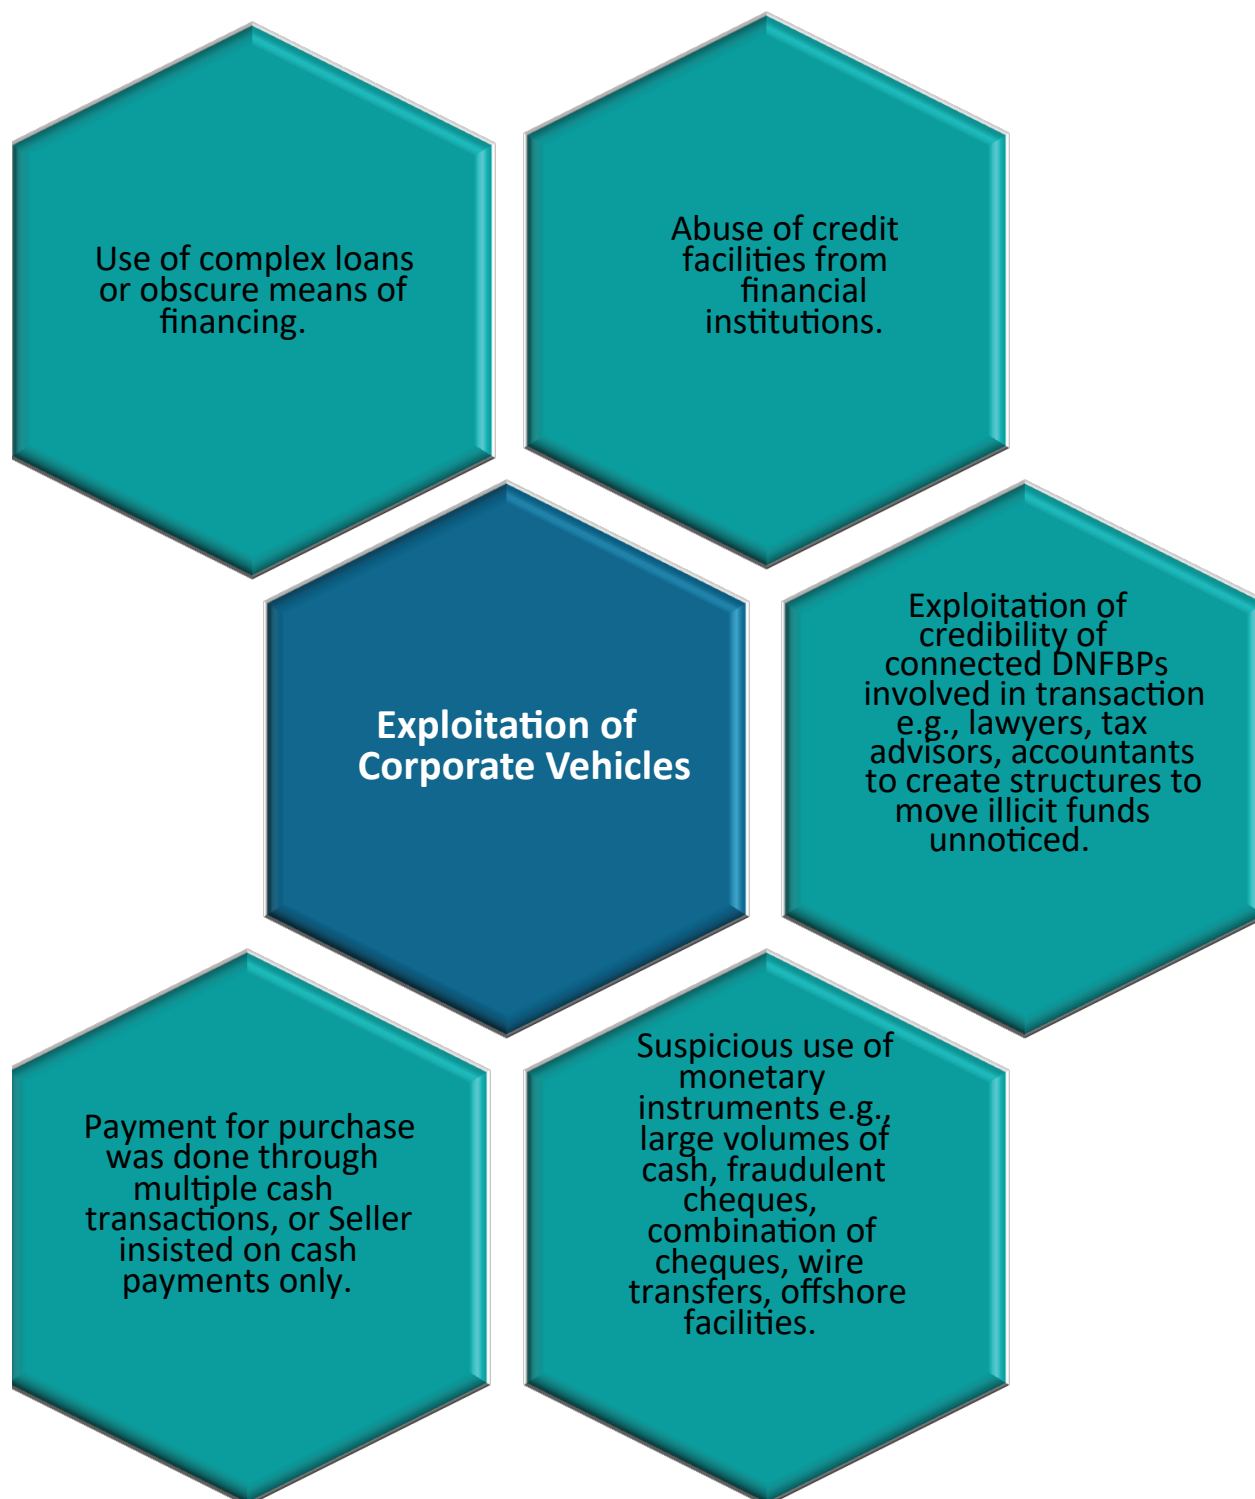 Use of complex loans
or obscure means of
financing.
Abuse of credit
facilities from
financial
institutions.
Exploitation of
Corporate Vehicles
Exploitation of
credibility of
connected DNFBPs
involved in transaction
e.g., lawyers, tax
advisors, accountants
to create structures to
move illicit funds
unnoticed.
Payment for purchase
was done through
multiple cash
transactions, or Seller
insisted on cash
payments only.
Suspicious use of
monetary
instruments e.g.,
large volumes of
cash, fraudulent
cheques,
combination of
cheques, wire
transfers, offshore
facilities.